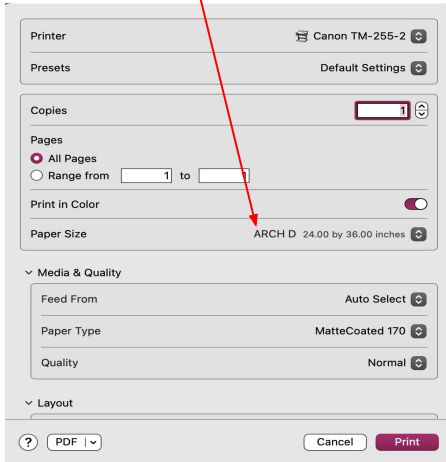 Printer Canon TM-255-2
Presets Default Settings
Copies 1
Pages
All Pages
Range from 1 to 1
Print in Color
Paper Size ARCH D 24.00 by 36.00 inches
Media & Quality
Feed From Auto Select
Paper Type MatteCoated 170
Quality Normal
Layout
? PDF Cancel Print